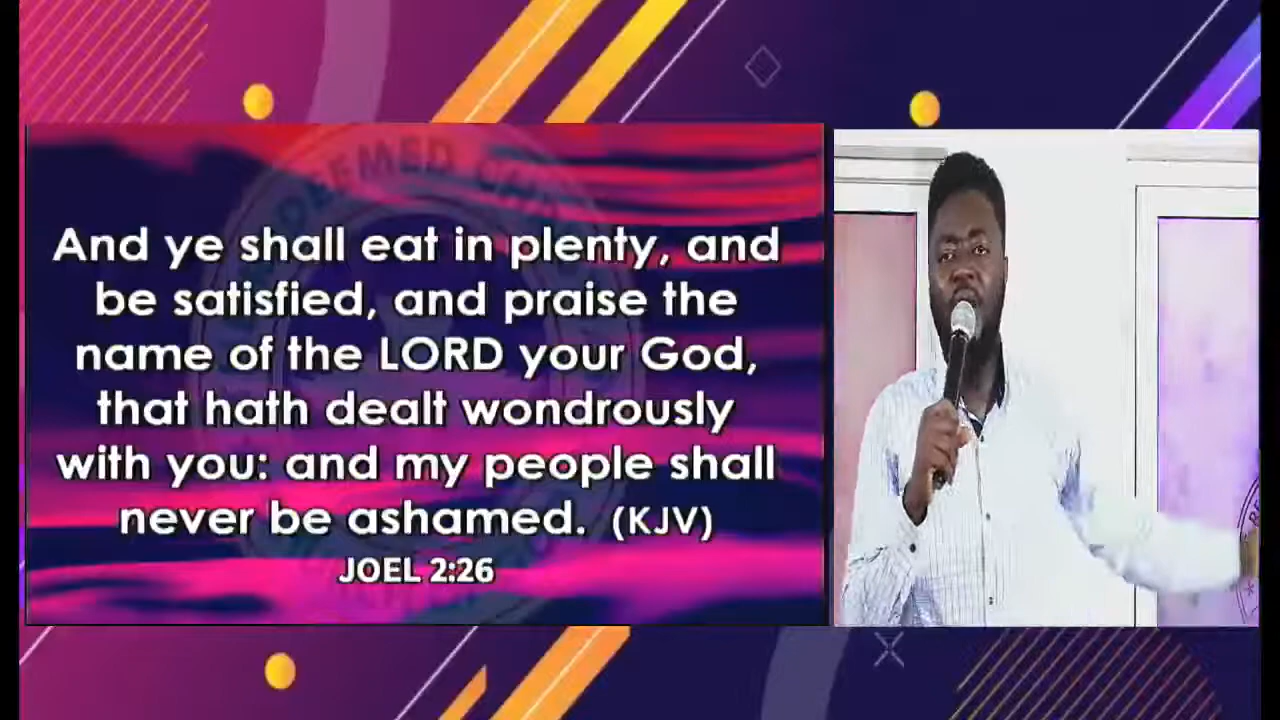 And ye shall eat in plenty, and
be satisfied, and praise the
name of the LORD your God,
that hath dealt wondrously
with you: and my people shall
never be ashamed. (KJV)
JOEL 2:26
REDEEMED